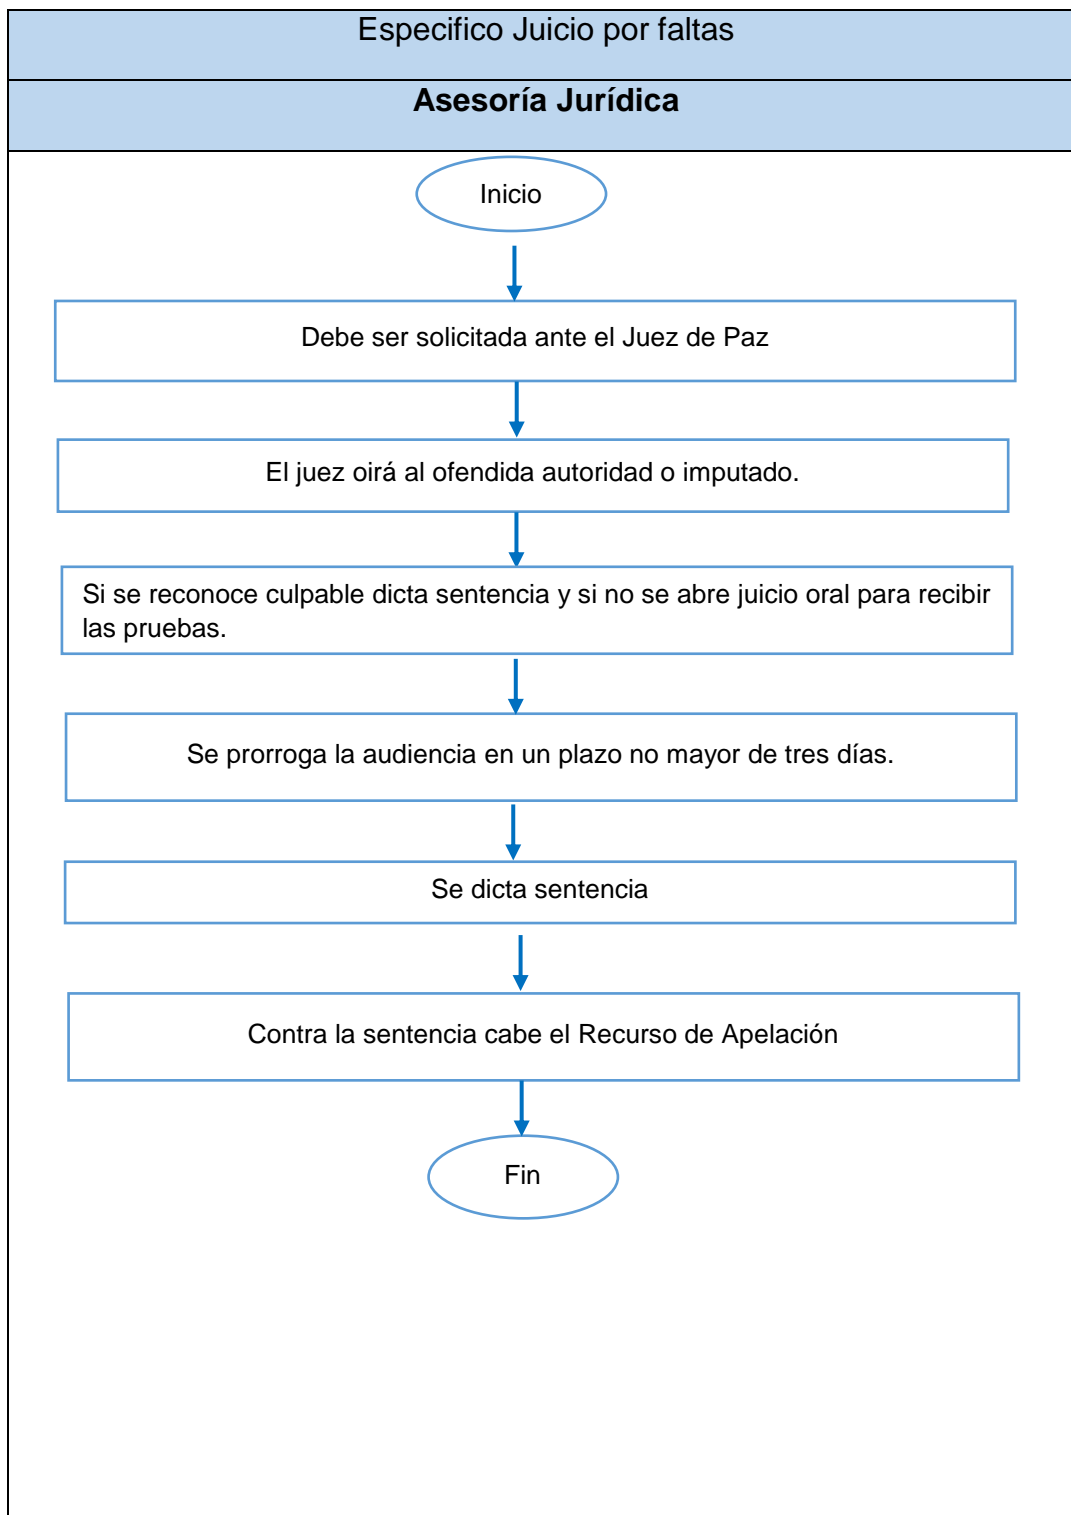 Especifico Juicio por faltas
Asesoría Jurídica
Inicio
Debe ser solicitada ante el Juez de Paz
El juez oirá al ofendida autoridad o imputado.
Si se reconoce culpable dicta sentencia y si no se abre juicio oral para recibir
las pruebas.
Se prorroga la audiencia en un plazo no mayor de tres días.
Se dicta sentencia
Contra la sentencia cabe el Recurso de Apelación
Fin